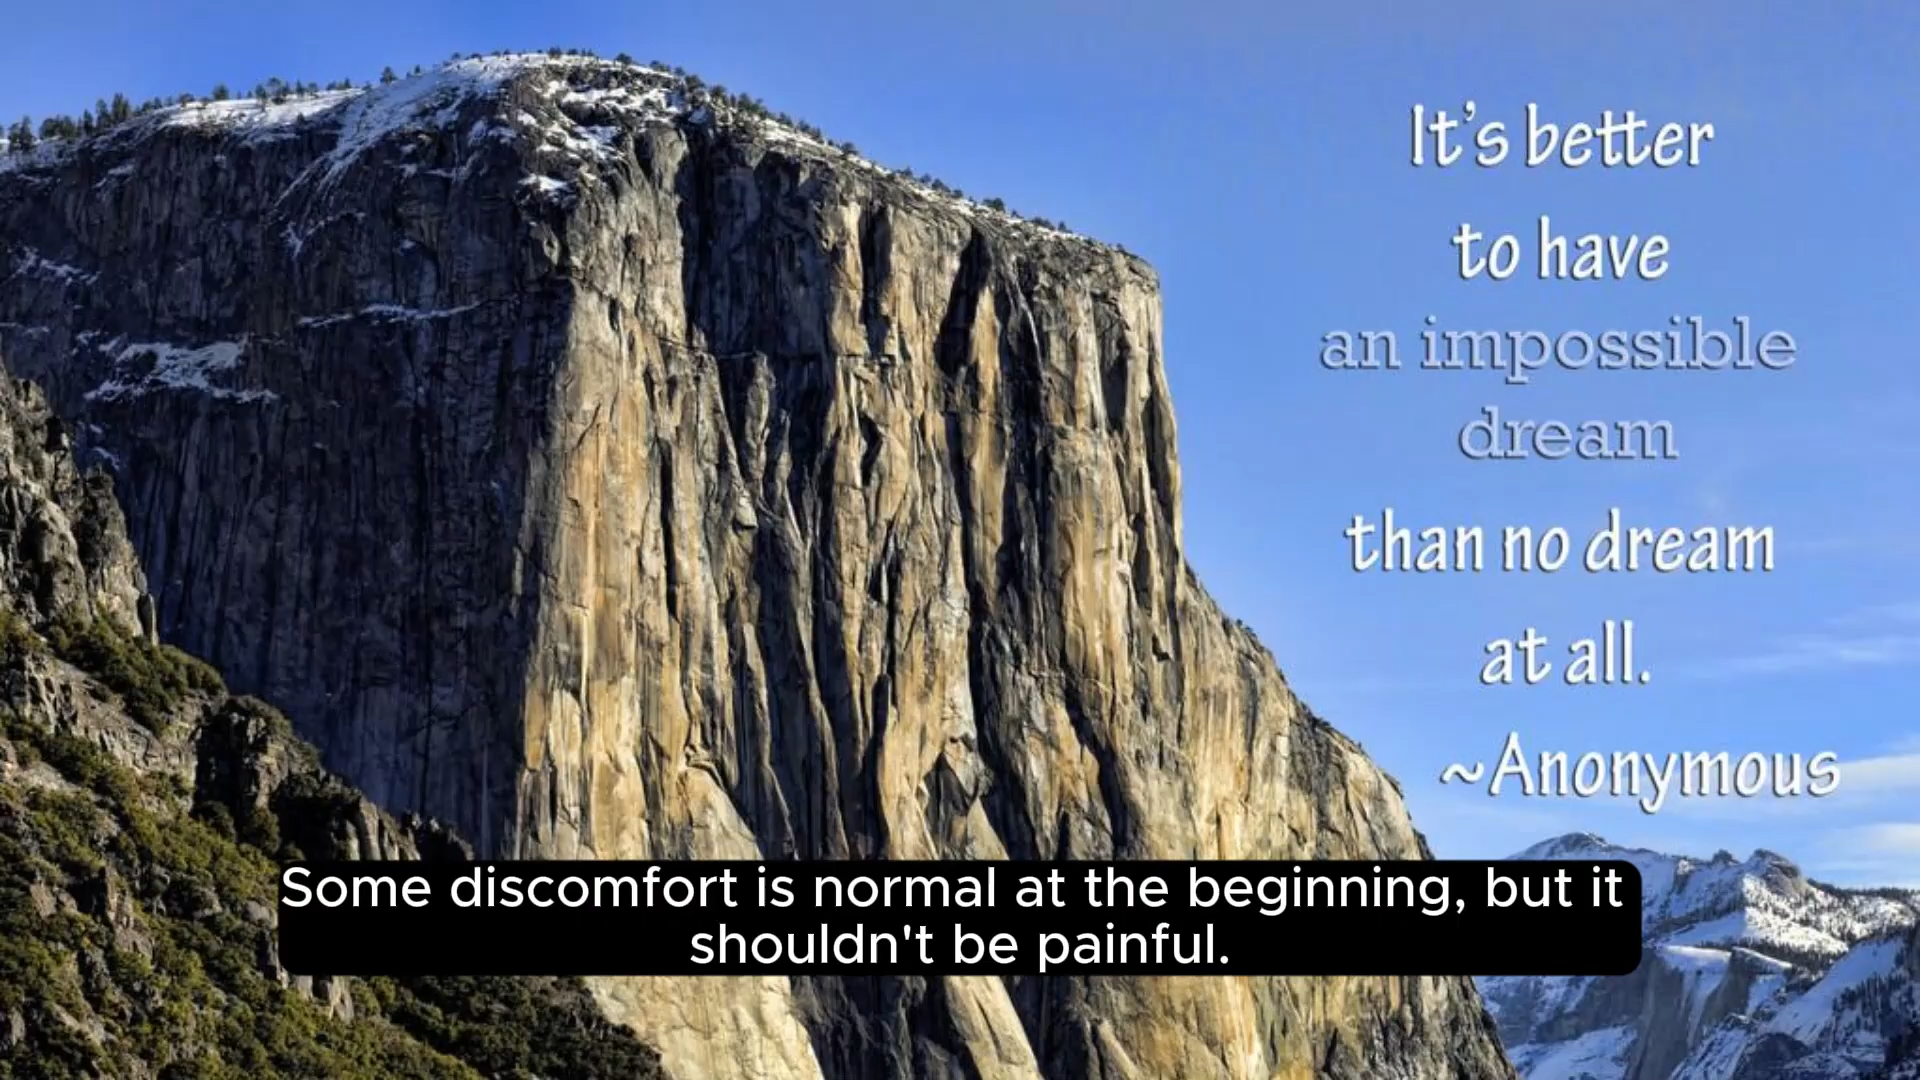 It's better
to have
an impossible
dream
than no dream
at all.
~Anonymous
Some discomfort is normal at the beginning, but it
shouldn't be painful.